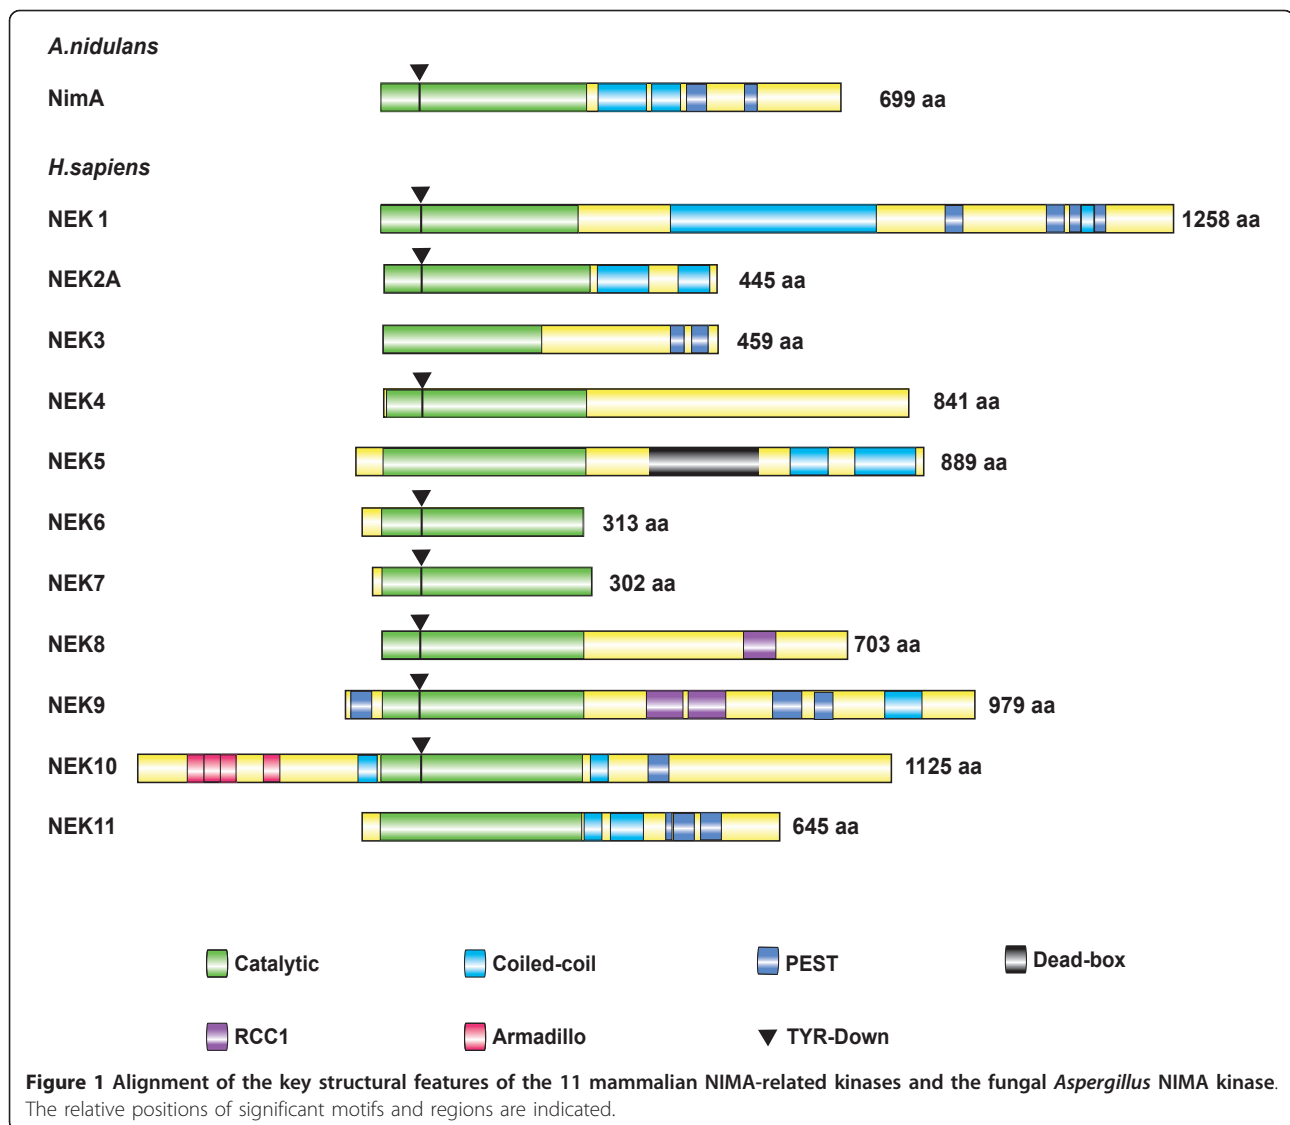 A.nidulans
NimA 699 aa
H.sapiens
NEK 1 1258 aa
NEK2A 445 aa
NEK3 459 aa
NEK4 841 aa
NEK5 889 aa
NEK6 313 aa
NEK7 302 aa
NEK8 703 aa
NEK9 979 aa
NEK10 1125 aa
NEK11 645 aa
Catalytic Coiled-coil PEST Dead-box
RCC1 Armadillo TYR-Down
Figure 1 Alignment of the key structural features of the 11 mammalian NIMA-related kinases and the fungal Aspergillus NIMA kinase.
The relative positions of significant motifs and regions are indicated.